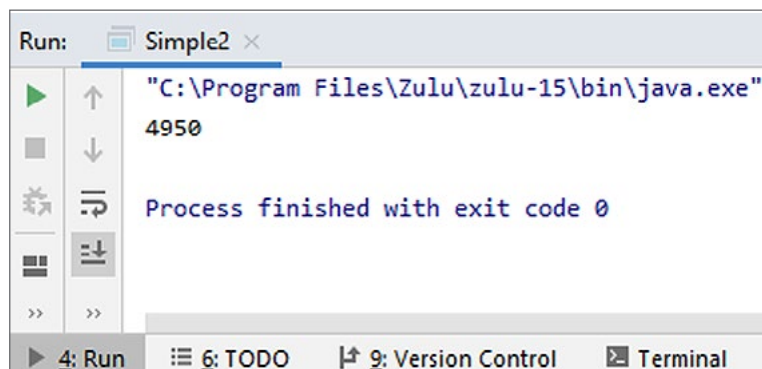 Run: Simple2
"C:\Program Files\Zulu\zulu-15\bin\java.exe"
4950
Process finished with exit code 0
4: Run 6: TODO 9: Version Control Terminal